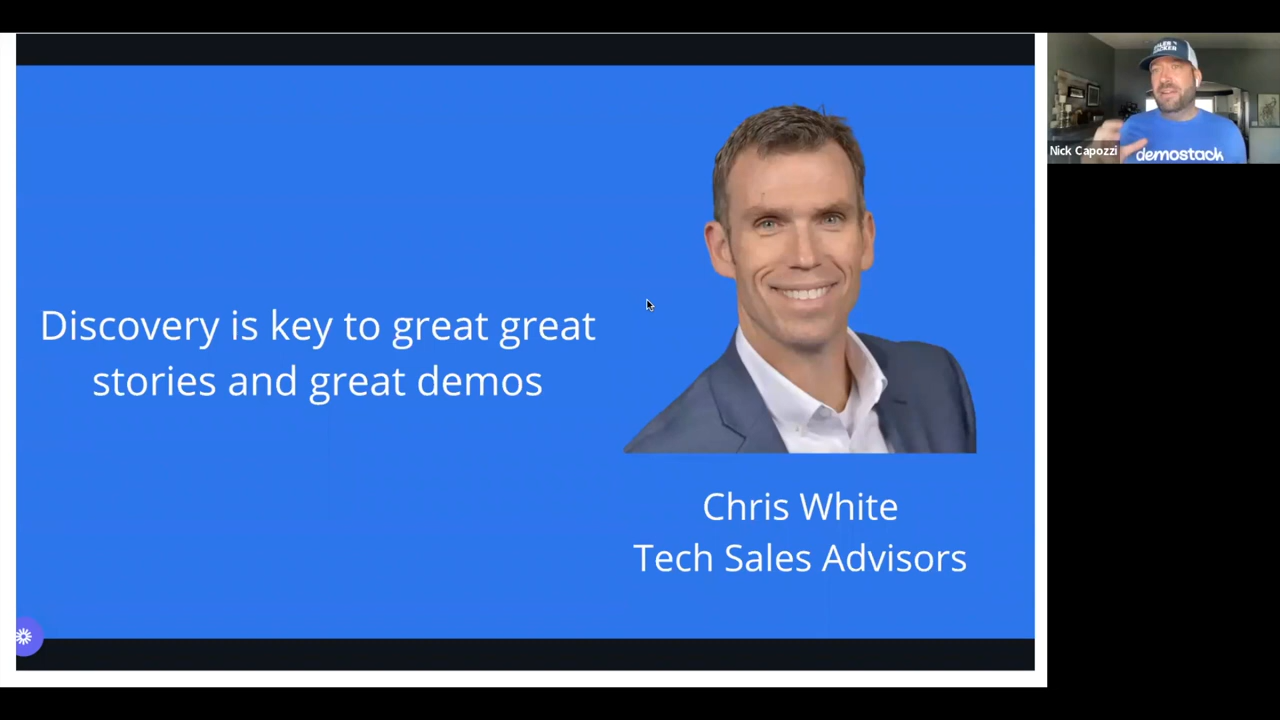 Discovery is key to great great
stories and great demos
Chris White
Tech Sales Advisors
Nick Capozzi
demostack